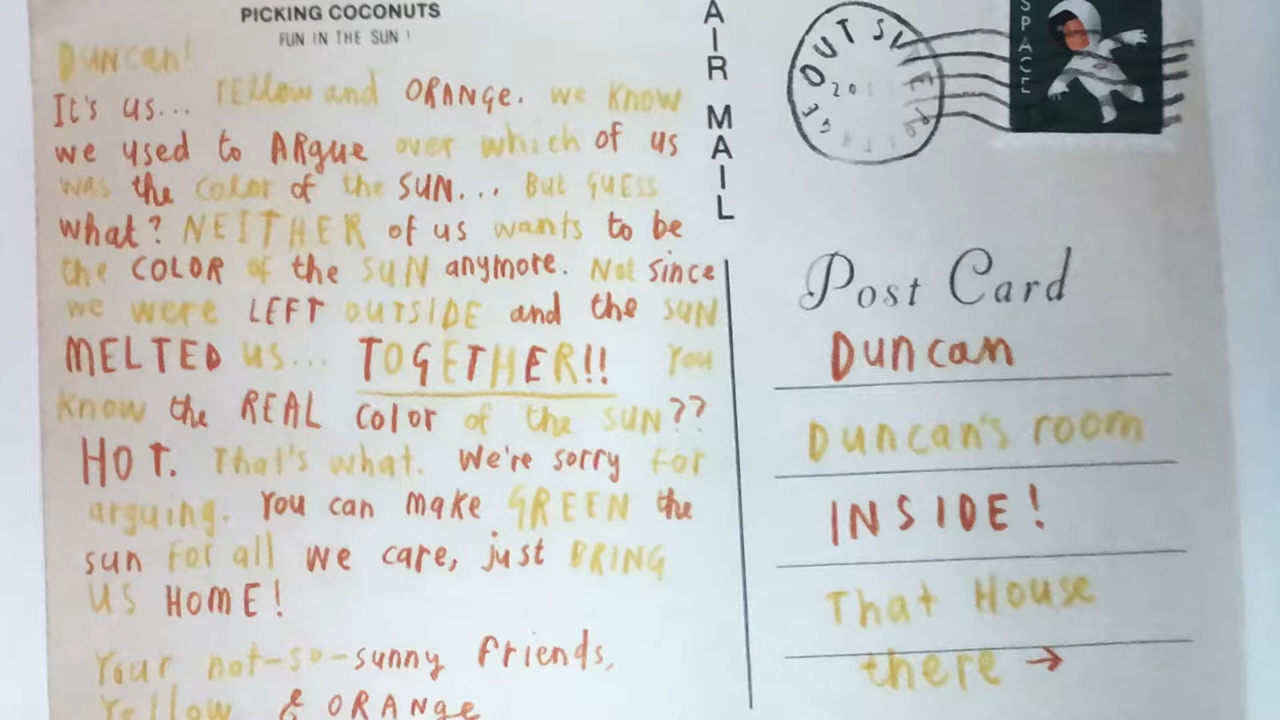 PICKING COCONUTS
FUN IN THE SUN!
Duncan!
It's us... Yellow and ORANGe. we know
we used to ARgue over which of us
was the color of the SUN... But GUESS
what? NEITHER of us wants to be
the COLOR of the SUN anymore. Not since
we were LEFT OUTSIDE and the SUN
MELTED us... TOGETHER!! You
know the REAL color of the SUN??
HOT. That's what. We're sorry for
arguing. You can make GREEN the
sun for all we care, just BRING
US HOME!
Your not-so-sunny friends,
Yellow & ORANge
AIR MAIL
SPACE
Post Card
Duncan
Duncan's room
INSIDE!
That House
there →